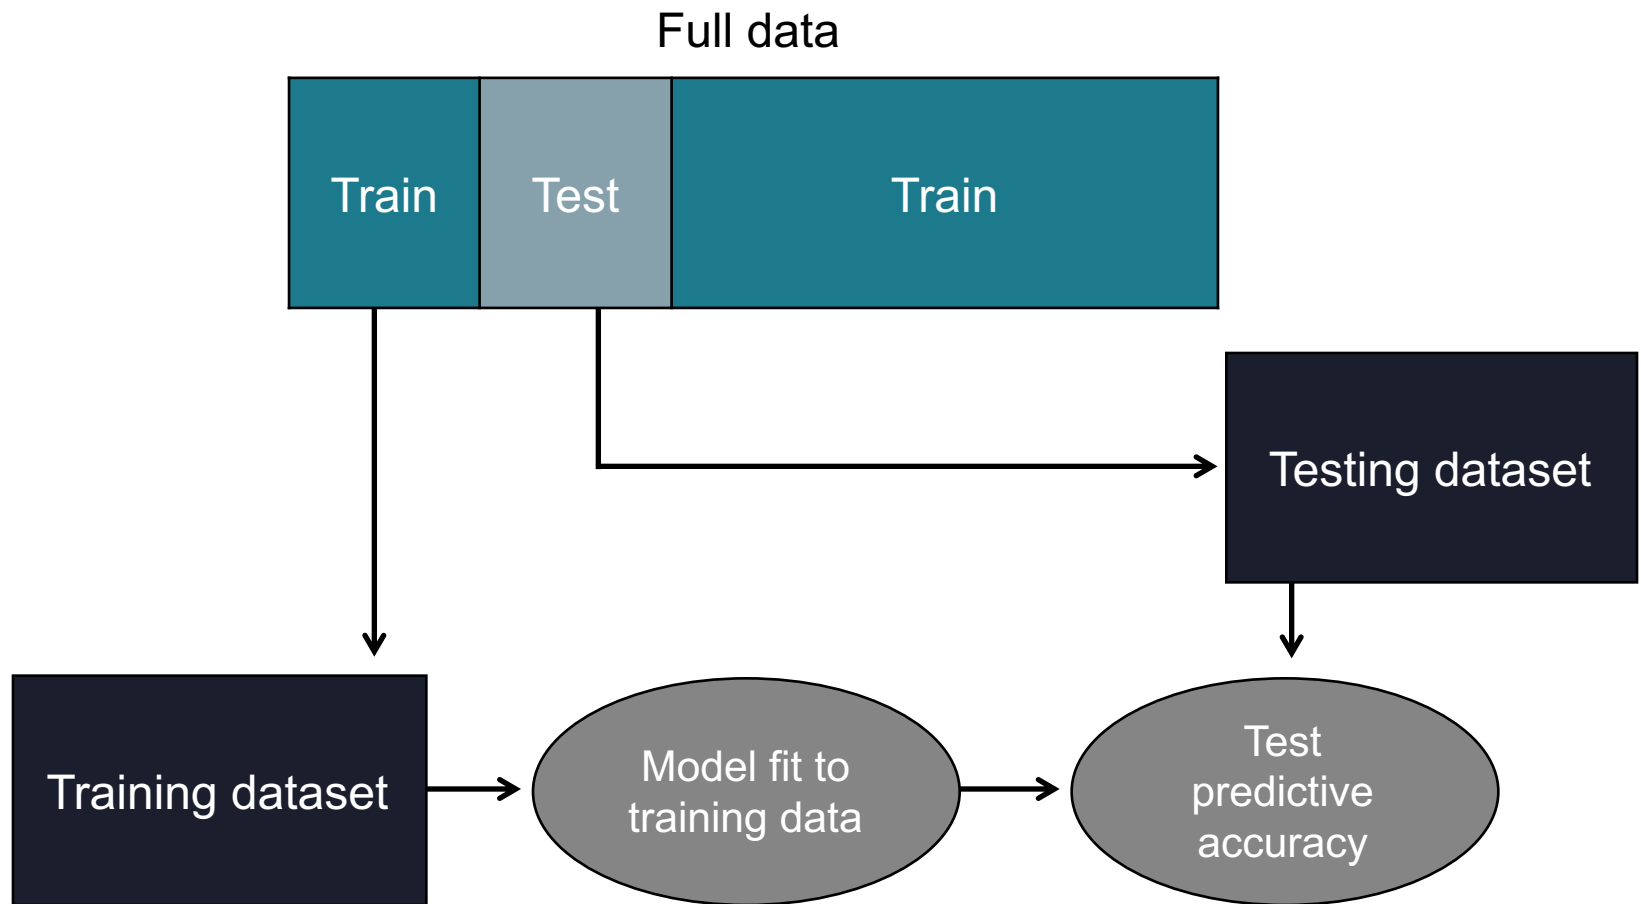 Full data
Train
Test
Train
Testing dataset
Training dataset
Model fit to
training data
Test
predictive
accuracy